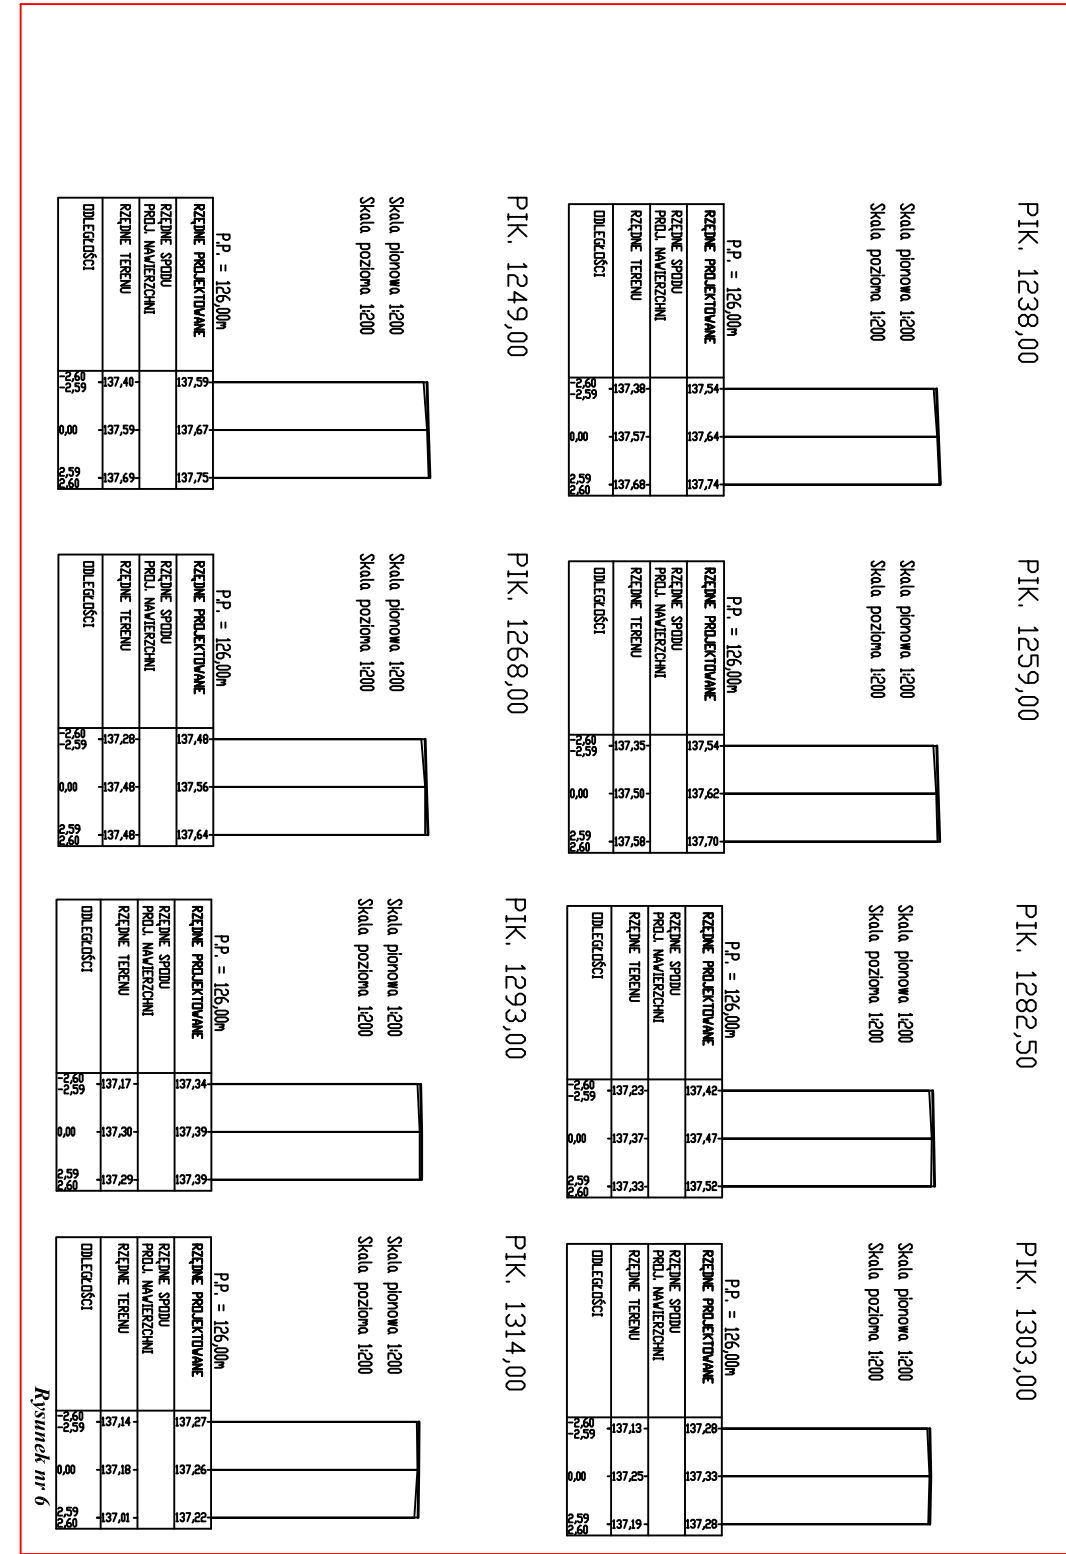 PIK. 1238,00
Skala pionowa 1:200
Skala pozioma 1:200
P.P. = 126,00m
RZĘDNE PROJEKTOWANE 137,54 137,64 137,74
RZĘDNE SPODU
PROJ. NAWIERZCHNI
RZĘDNE TERENU 137,38 137,57 137,68
ODLEGŁOŚCI -2,60 -2,59 0,00 2,59 2,60
PIK. 1259,00
Skala pionowa 1:200
Skala pozioma 1:200
P.P. = 126,00m
RZĘDNE PROJEKTOWANE 137,54 137,62 137,70
RZĘDNE SPODU
PROJ. NAWIERZCHNI
RZĘDNE TERENU 137,35 137,50 137,58
ODLEGŁOŚCI -2,60 -2,59 0,00 2,59 2,60
PIK. 1282,50
Skala pionowa 1:200
Skala pozioma 1:200
P.P. = 126,00m
RZĘDNE PROJEKTOWANE 137,42 137,47 137,52
RZĘDNE SPODU
PROJ. NAWIERZCHNI
RZĘDNE TERENU 137,23 137,37 137,33
ODLEGŁOŚCI -2,60 -2,59 0,00 2,59 2,60
PIK. 1303,00
Skala pionowa 1:200
Skala pozioma 1:200
P.P. = 126,00m
RZĘDNE PROJEKTOWANE 137,28 137,33 137,28
RZĘDNE SPODU
PROJ. NAWIERZCHNI
RZĘDNE TERENU 137,13 137,25 137,19
ODLEGŁOŚCI -2,60 -2,59 0,00 2,59 2,60
PIK. 1249,00
Skala pionowa 1:200
Skala pozioma 1:200
P.P. = 126,00m
RZĘDNE PROJEKTOWANE 137,59 137,67 137,75
RZĘDNE SPODU
PROJ. NAWIERZCHNI
RZĘDNE TERENU 137,40 137,59 137,69
ODLEGŁOŚCI -2,60 -2,59 0,00 2,59 2,60
PIK. 1268,00
Skala pionowa 1:200
Skala pozioma 1:200
P.P. = 126,00m
RZĘDNE PROJEKTOWANE 137,48 137,56 137,64
RZĘDNE SPODU
PROJ. NAWIERZCHNI
RZĘDNE TERENU 137,28 137,48 137,48
ODLEGŁOŚCI -2,60 -2,59 0,00 2,59 2,60
PIK. 1293,00
Skala pionowa 1:200
Skala pozioma 1:200
P.P. = 126,00m
RZĘDNE PROJEKTOWANE 137,34 137,39 137,39
RZĘDNE SPODU
PROJ. NAWIERZCHNI
RZĘDNE TERENU 137,17 137,30 137,29
ODLEGŁOŚCI -2,60 -2,59 0,00 2,59 2,60
PIK. 1314,00
Skala pionowa 1:200
Skala pozioma 1:200
P.P. = 126,00m
RZĘDNE PROJEKTOWANE 137,27 137,26 137,22
RZĘDNE SPODU
PROJ. NAWIERZCHNI
RZĘDNE TERENU 137,14 137,18 137,01
ODLEGŁOŚCI -2,60 -2,59 0,00 2,59 2,60
Rysunek nr 6